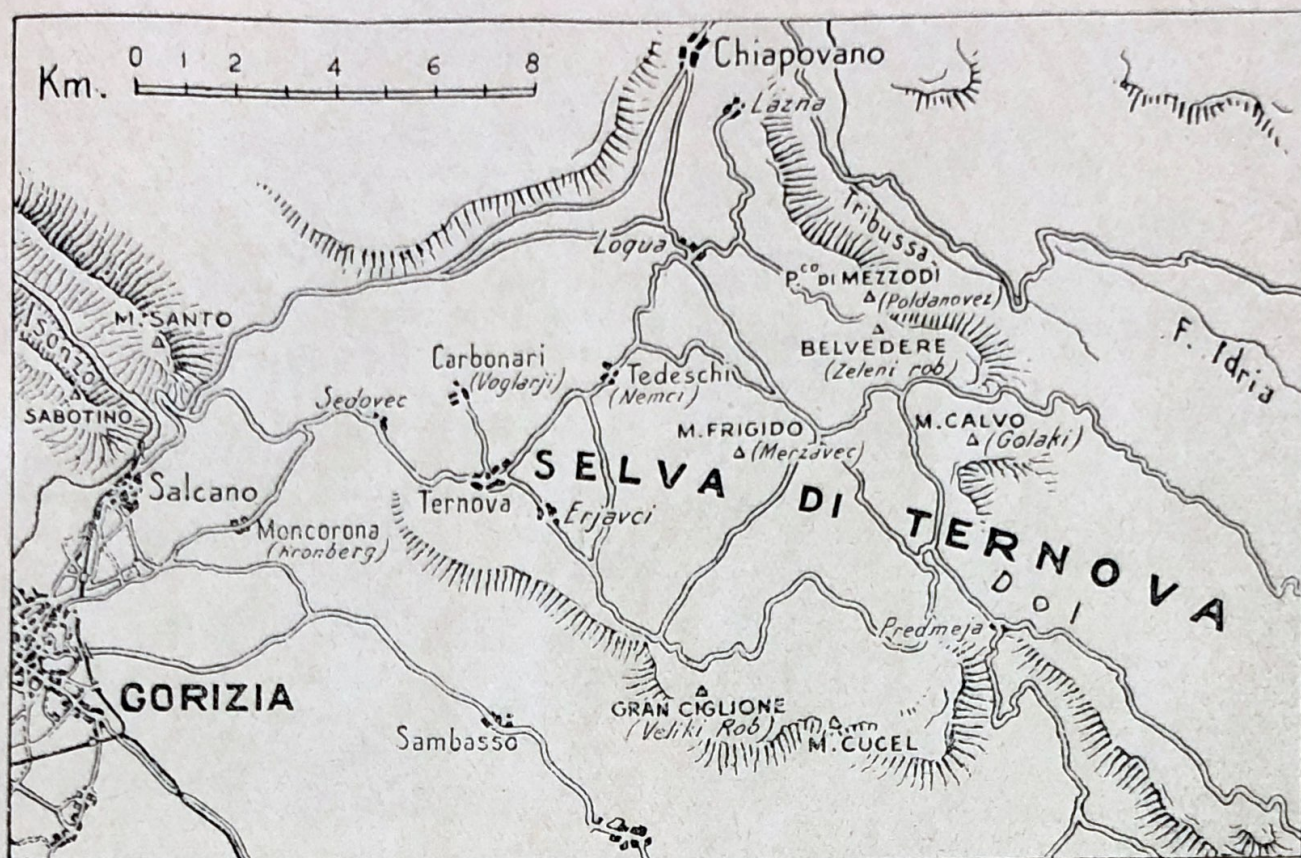 0 1 2 4 6 8
Km.
Chiapovano
Lazna
Tribussa
Loqua
P.co DI MEZZODÌ
(Poldanovez)
M. SANTO
Isonzo
F. Idria
BELVEDERE
(Zeleni rob)
Carbonari
(Voglarji)
Tedeschi
(Nemci)
SABOTINO
Sedovec
M. FRIGIDO
(Merzavec)
M. CALVO
(Golaki)
Salcano
Ternova
SELVA DI TERNOVA
Erjavci
Moncorona
(Kronberg)
Dol
Predmeja
GORIZIA
GRAN CIGLIONE
(Veliki Rob)
M. CUCEL
Sambasso